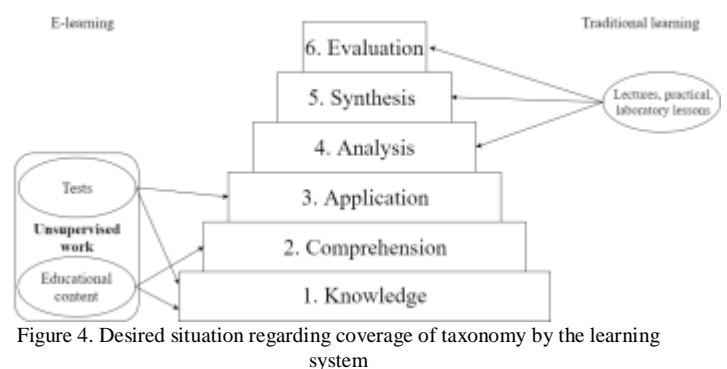 E-learning
Traditional learning
6. Evaluation
5. Synthesis
Lectures, practical,
laboratory lessons
4. Analysis
Tests
3. Application
Unsupervised
work
2. Comprehension
Educational
content
1. Knowledge
Figure 4. Desired situation regarding coverage of taxonomy by the learning
system